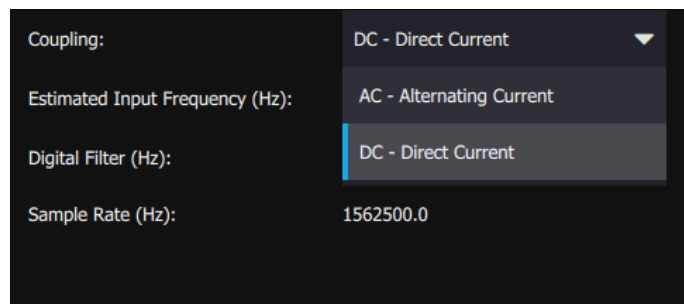 Coupling: DC - Direct Current
Estimated Input Frequency (Hz): AC - Alternating Current
Digital Filter (Hz): DC - Direct Current
Sample Rate (Hz): 1562500.0